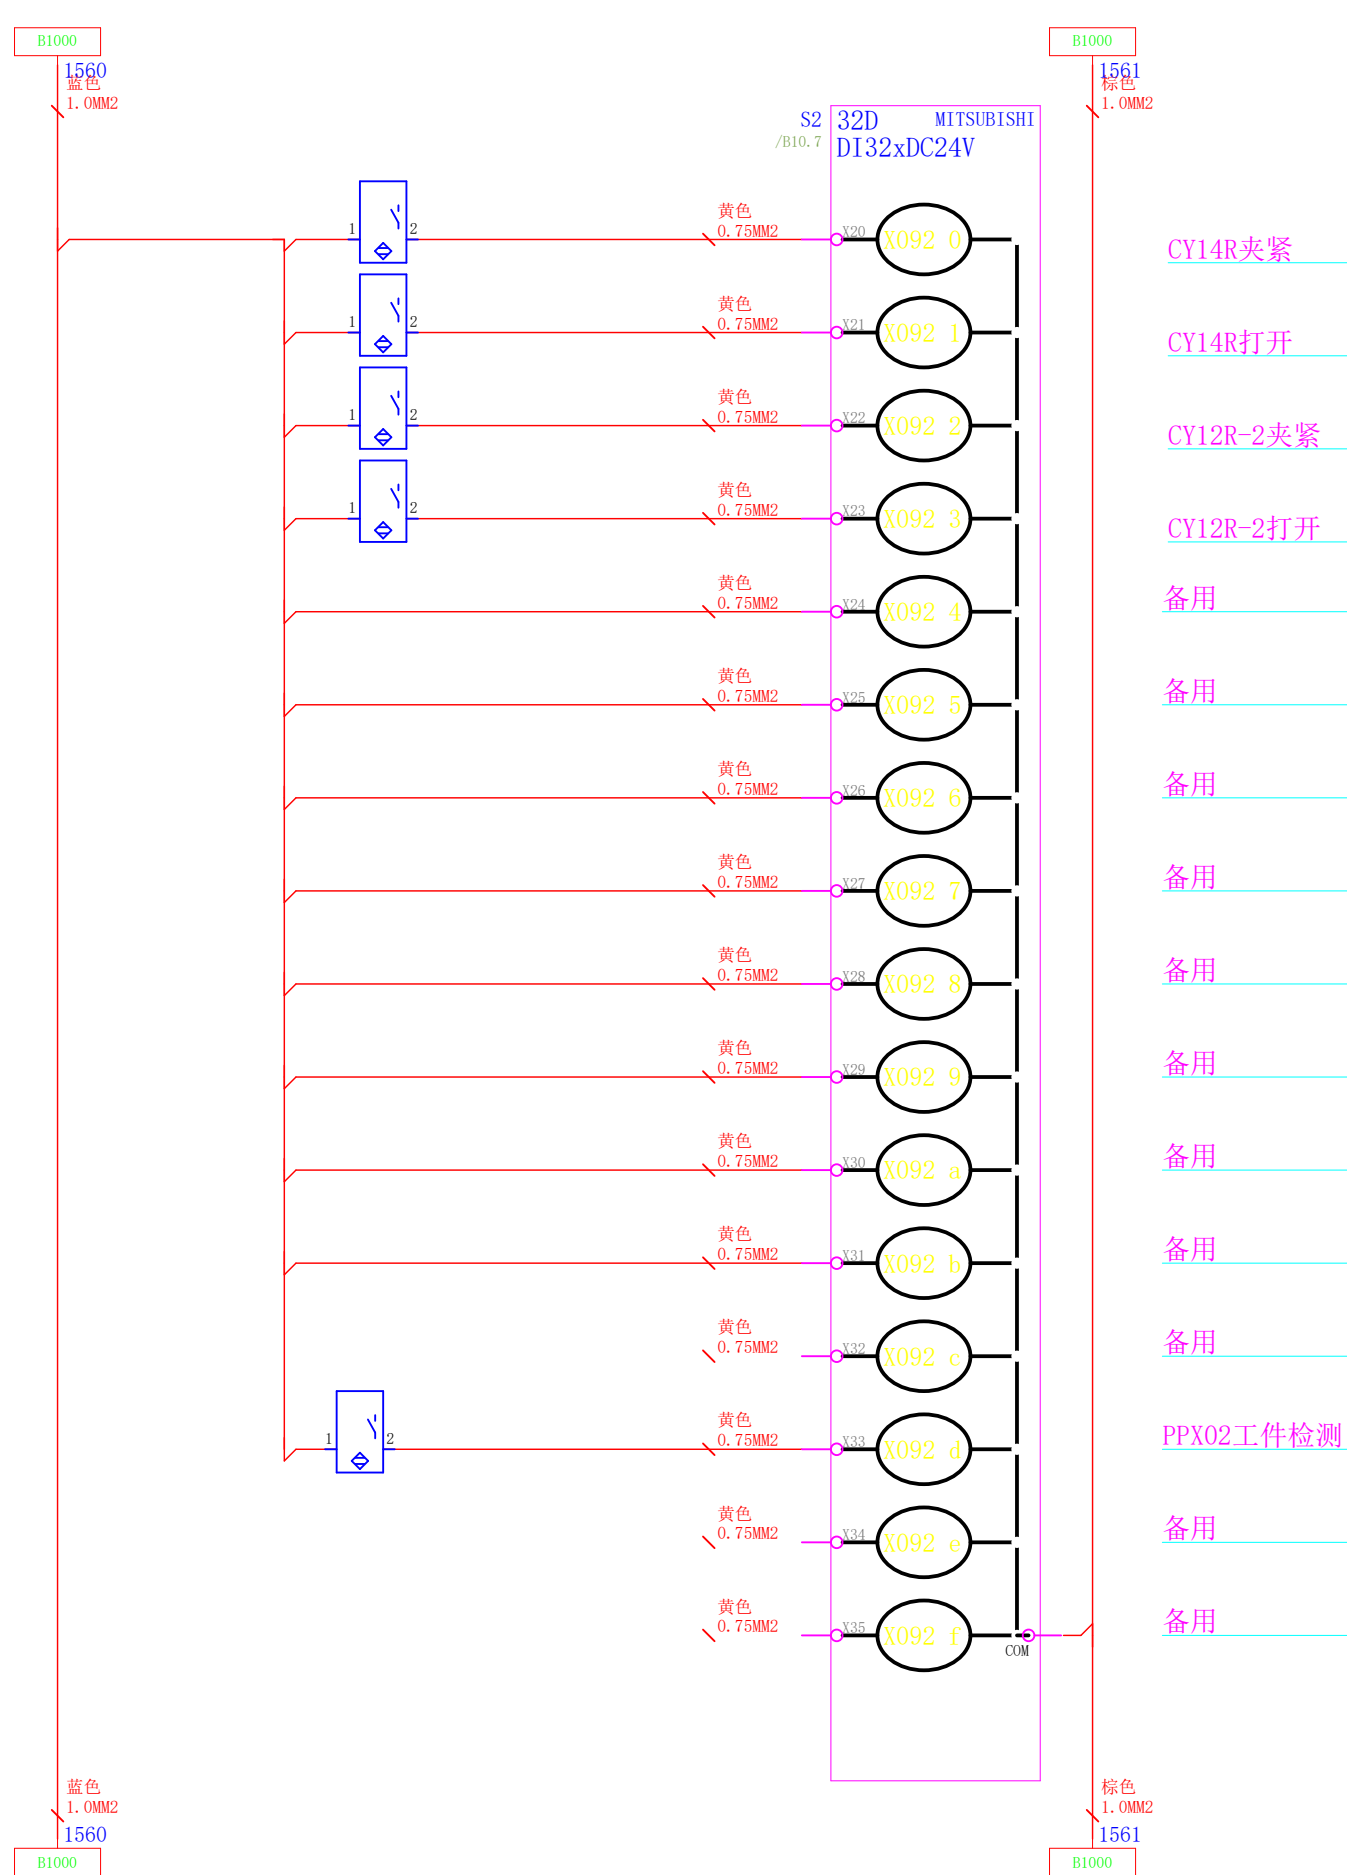 B1000
B1000
1560
1561
蓝色
1.0MM2
棕色
1.0MM2
S2
/B10.7
32D
MITSUBISHI
DI32xDC24V
1
2
黄色
0.75MM2
X20
X092 0
CY14R夹紧
1
2
黄色
0.75MM2
X21
X092 1
CY14R打开
1
2
黄色
0.75MM2
X22
X092 2
CY12R-2夹紧
1
2
黄色
0.75MM2
X23
X092 3
CY12R-2打开
黄色
0.75MM2
X24
X092 4
备用
黄色
0.75MM2
X25
X092 5
备用
黄色
0.75MM2
X26
X092 6
备用
黄色
0.75MM2
X27
X092 7
备用
黄色
0.75MM2
X28
X092 8
备用
黄色
0.75MM2
X29
X092 9
备用
黄色
0.75MM2
X30
X092 a
备用
黄色
0.75MM2
X31
X092 b
备用
黄色
0.75MM2
X32
X092 c
备用
1
2
黄色
0.75MM2
X33
X092 d
PPX02工件检测
黄色
0.75MM2
X34
X092 e
备用
黄色
0.75MM2
X35
X092 f
COM
备用
蓝色
1.0MM2
1560
棕色
1.0MM2
1561
B1000
B1000